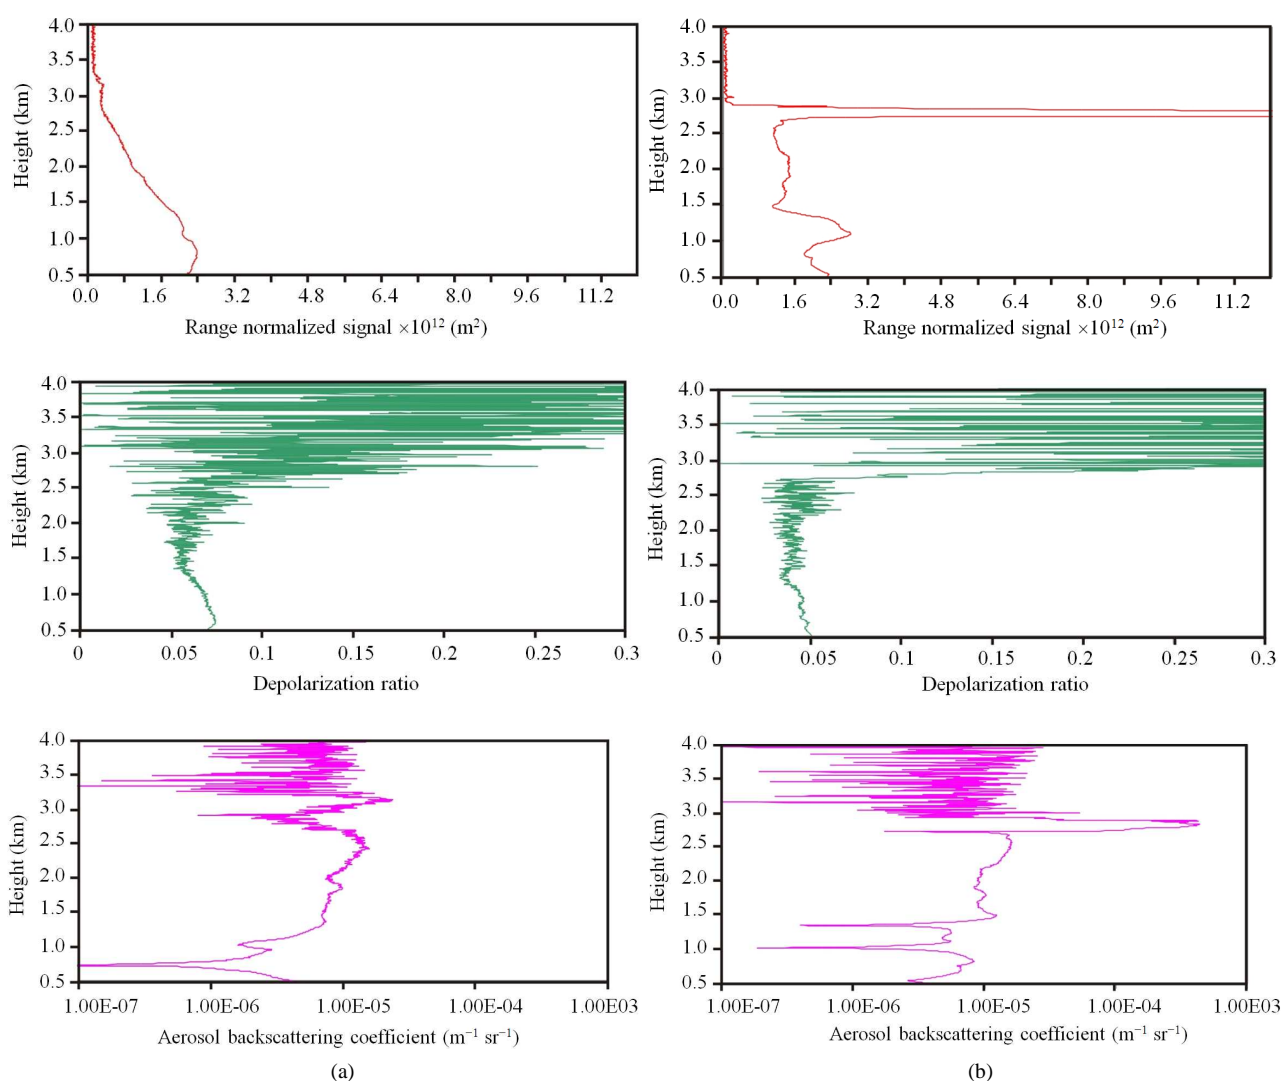 4.0
3.5
3.0
2.5
2.0
1.5
1.0
0.5
Height (km)
0.0 1.6 3.2 4.8 6.4 8.0 9.6 11.2
Range normalized signal ×10¹² (m²)
4.0
3.5
3.0
2.5
2.0
1.5
1.0
0.5
Height (km)
0.0 1.6 3.2 4.8 6.4 8.0 9.6 11.2
Range normalized signal ×10¹² (m²)
4.0
3.5
3.0
2.5
2.0
1.5
1.0
0.5
Height (km)
0 0.05 0.1 0.15 0.2 0.25 0.3
Depolarization ratio
4.0
3.5
3.0
2.5
2.0
1.5
1.0
0.5
Height (km)
0 0.05 0.1 0.15 0.2 0.25 0.3
Depolarization ratio
4.0
3.5
3.0
2.5
2.0
1.5
1.0
0.5
Height (km)
1.00E-07 1.00E-06 1.00E-05 1.00E-04 1.00E03
Aerosol backscattering coefficient (m⁻¹ sr⁻¹)
(a)
4.0
3.5
3.0
2.5
2.0
1.5
1.0
0.5
Height (km)
1.00E-07 1.00E-06 1.00E-05 1.00E-04 1.00E03
Aerosol backscattering coefficient (m⁻¹ sr⁻¹)
(b)